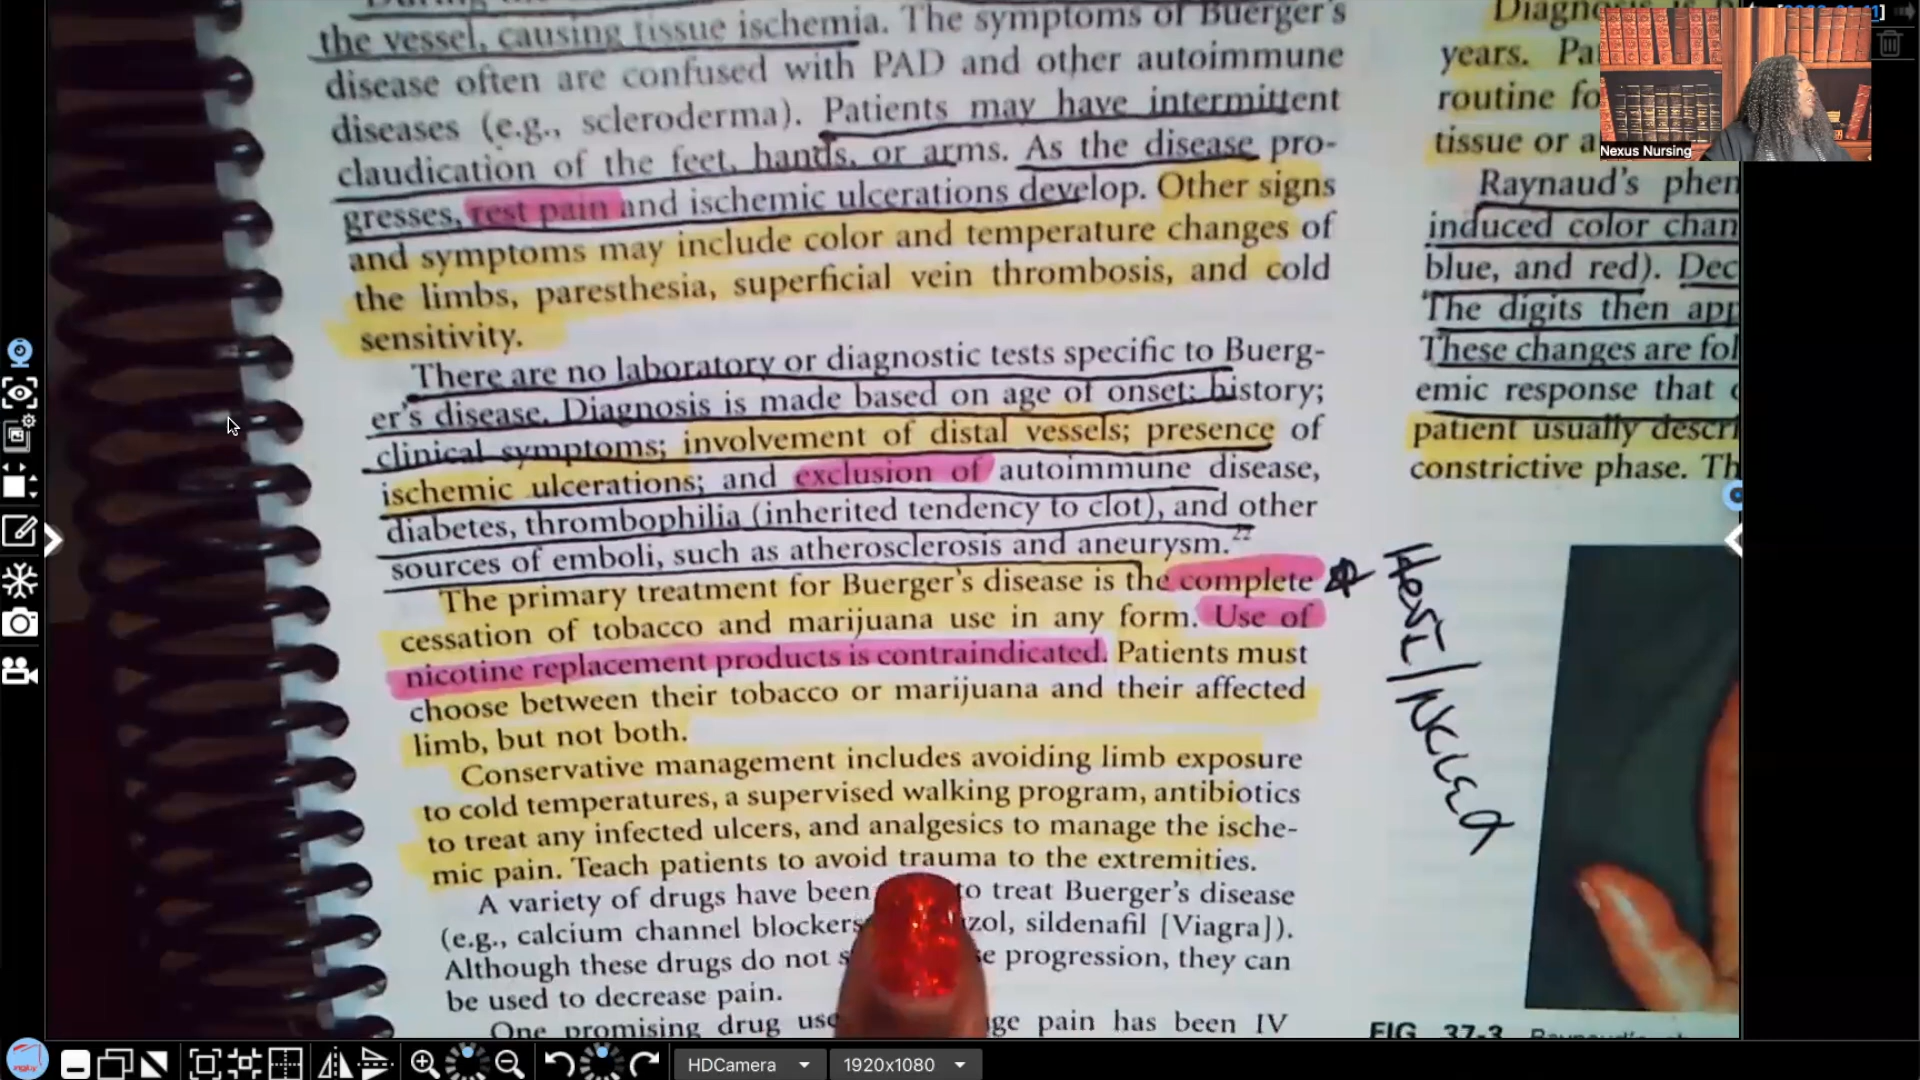 the vessel, causing tissue ischemia. The symptoms of Buerger's
disease often are confused with PAD and other autoimmune
diseases (e.g., scleroderma). Patients may have intermittent
claudication of the feet, hands, or arms. As the disease pro-
gresses, rest pain and ischemic ulcerations develop. Other signs
and symptoms may include color and temperature changes of
the limbs, paresthesia, superficial vein thrombosis, and cold
sensitivity.
There are no laboratory or diagnostic tests specific to Buerg-
er's disease. Diagnosis is made based on age of onset; history;
clinical symptoms; involvement of distal vessels; presence of
ischemic ulcerations; and exclusion of autoimmune disease,
diabetes, thrombophilia (inherited tendency to clot), and other
sources of emboli, such as atherosclerosis and aneurysm.
The primary treatment for Buerger's disease is the complete
cessation of tobacco and marijuana use in any form. Use of
nicotine replacement products is contraindicated. Patients must
choose between their tobacco or marijuana and their affected
limb, but not both.
Conservative management includes avoiding limb exposure
to cold temperatures, a supervised walking program, antibiotics
to treat any infected ulcers, and analgesics to manage the ische-
mic pain. Teach patients to avoid trauma to the extremities.
A variety of drugs have been to treat Buerger's disease
(e.g., calcium channel blockers sildenafil [Viagra]).
Although these drugs do not progression, they can
be used to decrease pain.
One promising drug pain has been IV
years.
routine
tissue or
Raynaud's
induced color
blue, and red).
The digits then
These changes are
emic response that
patient usually
constrictive phase.
FIG. 37-3
Nexus Nursing
HDCamera
1920x1080